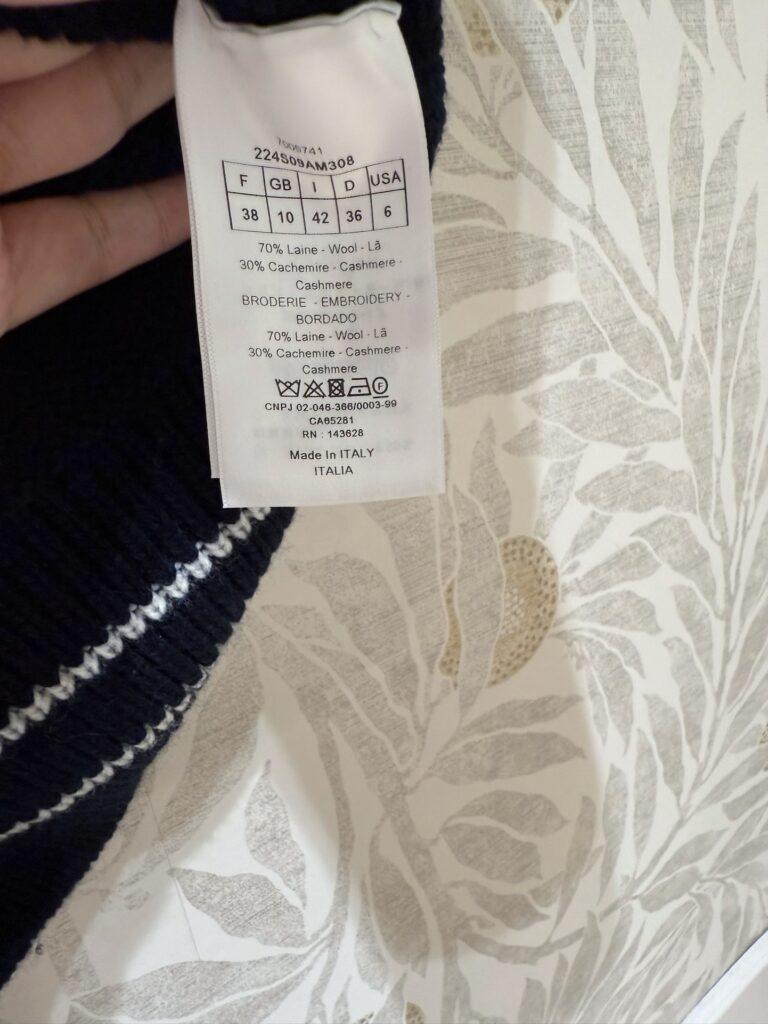 7006741
224S09AM308
F GB I D USA
38 10 42 36 6
70% Laine - Wool - Lã
30% Cachemire - Cashmere -
Cashmere
BRODERIE - EMBROIDERY -
BORDADO
70% Laine - Wool - Lã
30% Cachemire - Cashmere -
Cashmere
F
CNPJ 02-046-366/0003-99
CA65281
RN : 143628
Made In ITALY
ITALIA